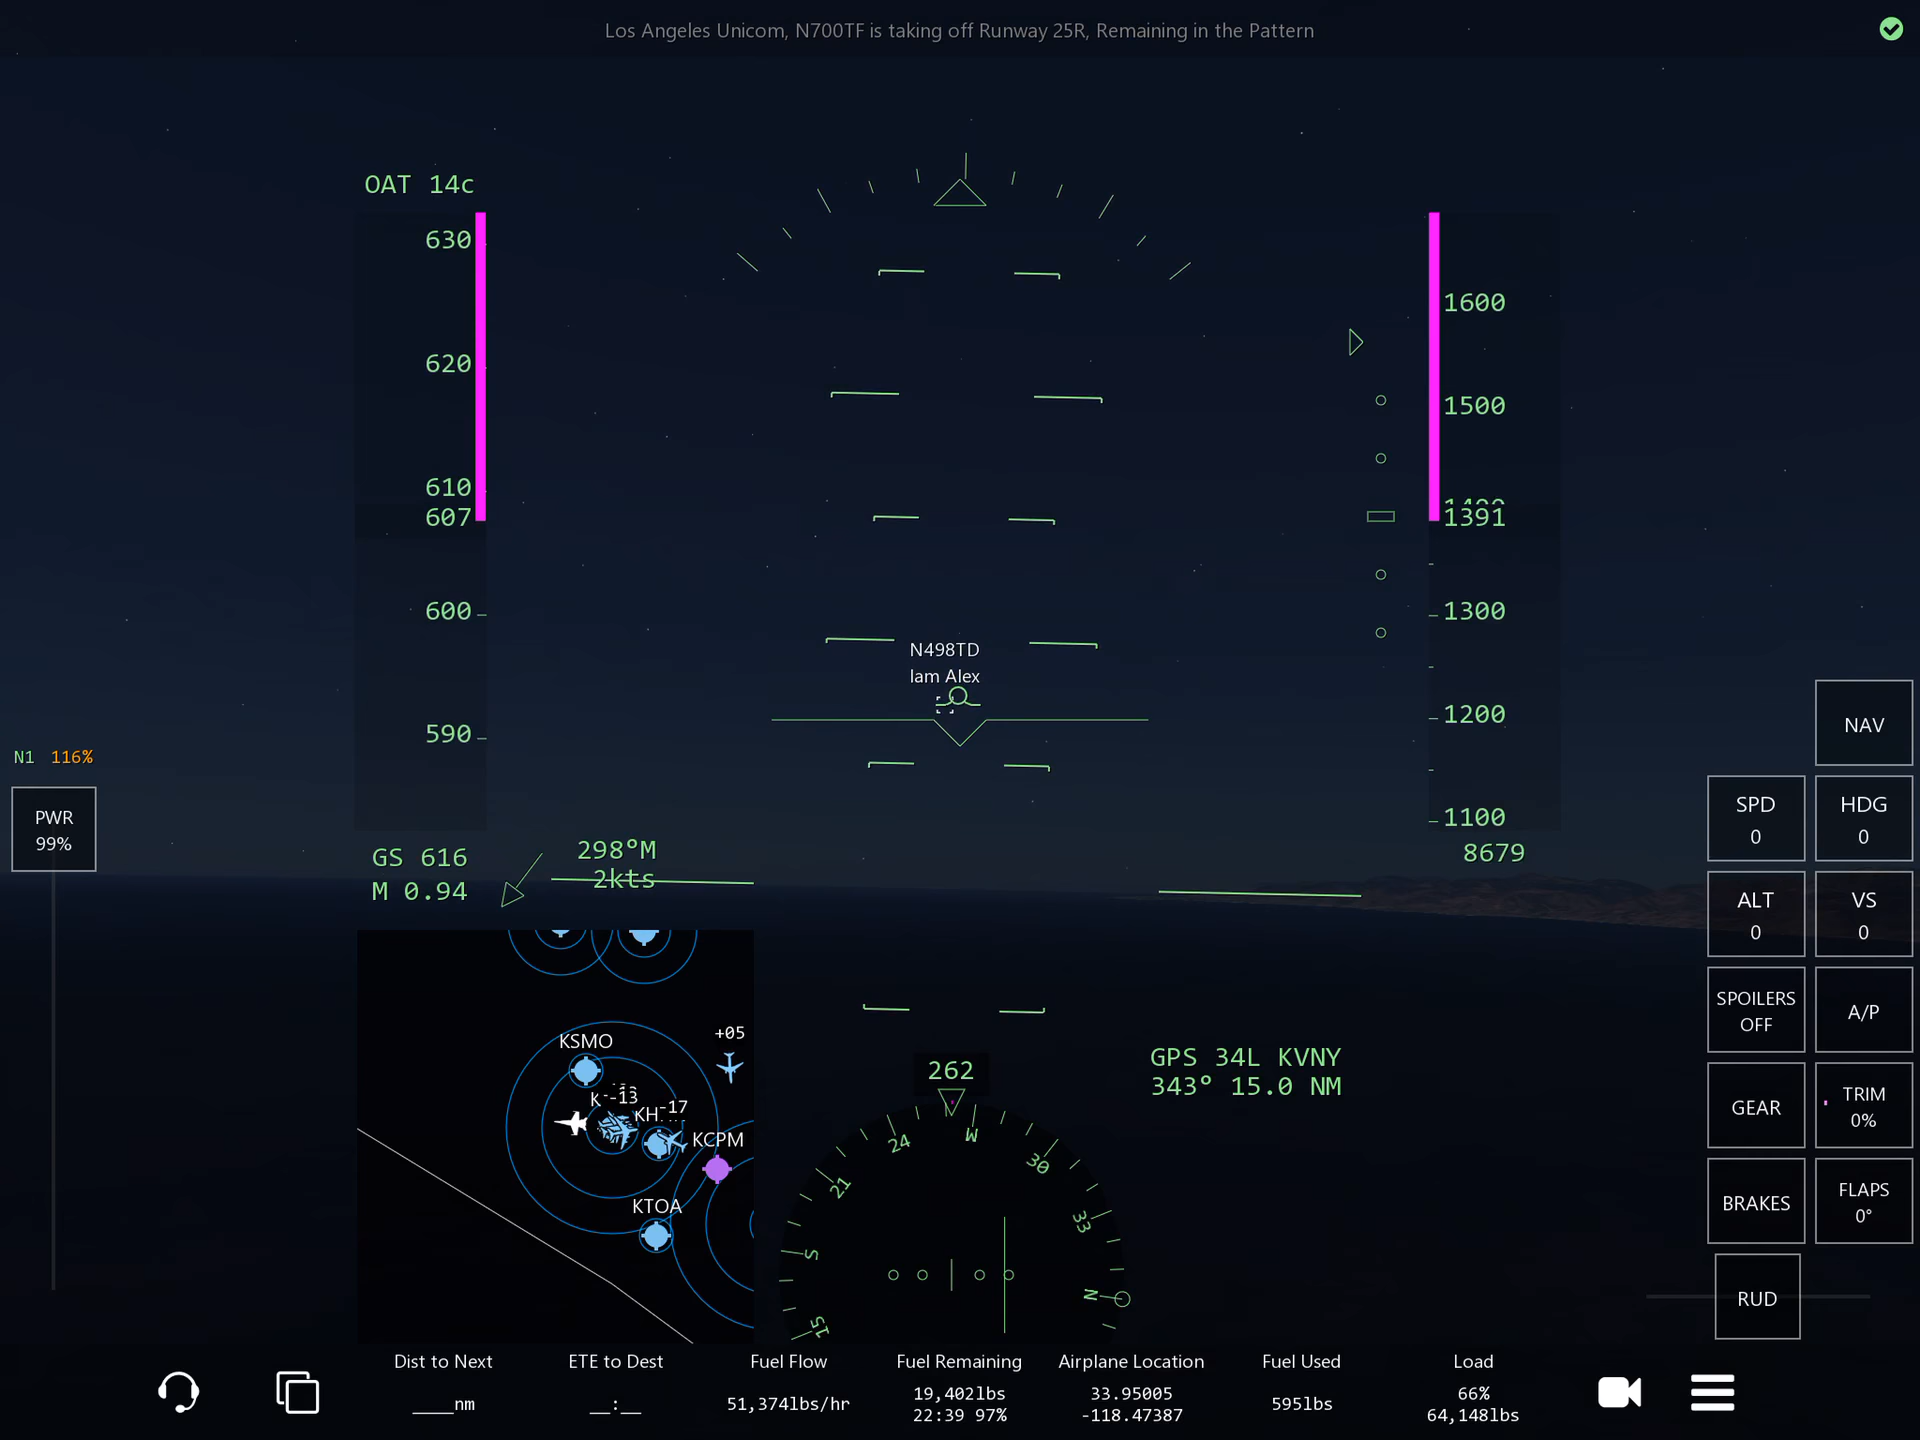 Los Angeles Unicom, N700TF is taking off Runway 25R, Remaining in the Pattern
OAT 14c
630
620
610
607
600
590
1600
1500
1391
1300
1200
1100
8679
N498TD
Iam Alex
N1 116%
PWR
99%
GS 616
M 0.94
298°M
2kts
NAV
SPD
0
HDG
0
ALT
0
VS
0
SPOILERS
OFF
A/P
GEAR
TRIM
0%
BRAKES
FLAPS
0°
RUD
+05
KSMO
-13
-17
KCPM
KTOA
262
GPS 34L KVNY
343° 15.0 NM
24
W
30
21
33
S
N
15
Dist to Next
____nm
ETE to Dest
__:__
Fuel Flow
51,374lbs/hr
Fuel Remaining
19,402lbs
22:39 97%
Airplane Location
33.95005
-118.47387
Fuel Used
595lbs
Load
66%
64,148lbs